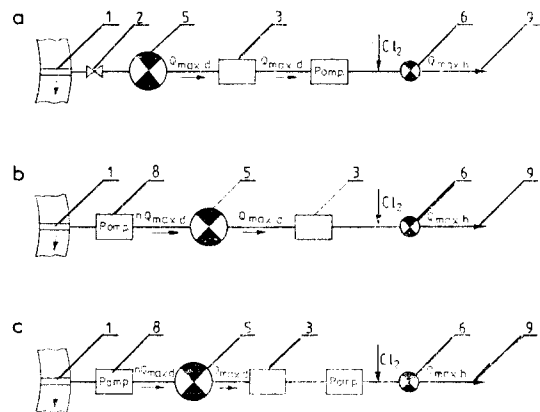 a 1 2 5 3 6 9
Qmax.d Qmax.d Pomp. Cl2 Qmax.h
b 1 8 5 3 6 9
Pomp. nQmax.d Qmax.d Cl2 Qmax.h
c 1 8 5 3 6 9
Pomp. nQmax.d Qmax.d Pomp. Cl2 Qmax.h